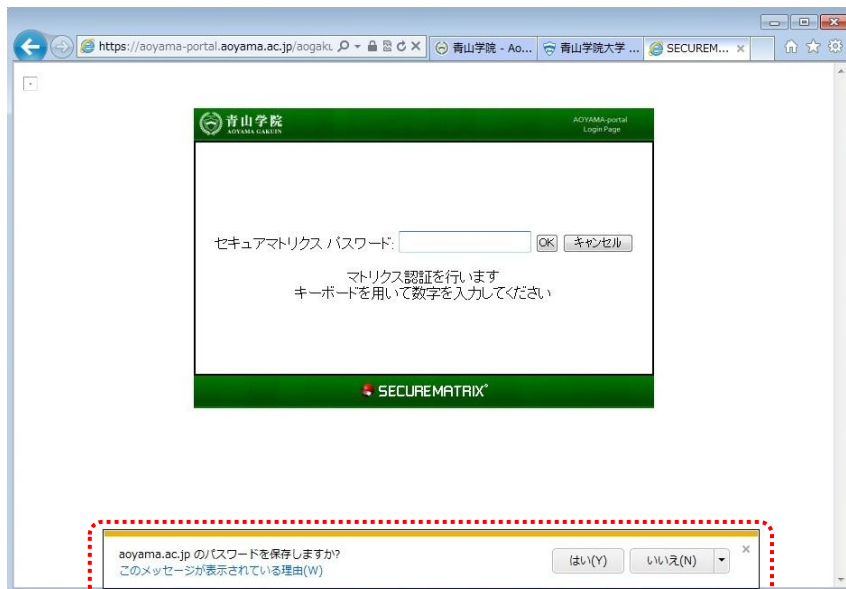 https://aoyama-portal.aoyama.ac.jp/aogaku
青山学院 - Ao...
青山学院大学 ...
SECUREM...
青山学院
AOYAMA GAKUIN
AOYAMA-portal
Login Page
セキュアマトリクス パスワード:
OK
キャンセル
マトリクス認証を行います
キーボードを用いて数字を入力してください
SECUREMATRIX
aoyama.ac.jp のパスワードを保存しますか?
このメッセージが表示されている理由(W)
はい(Y)
いいえ(N)